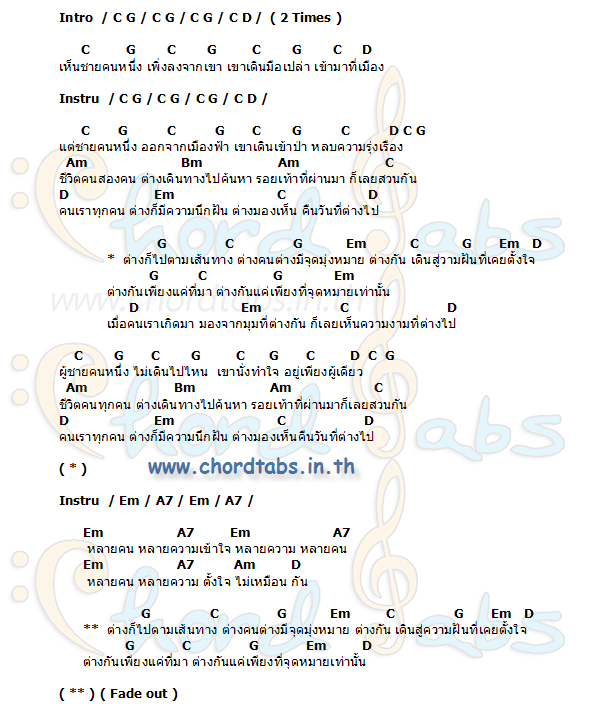 Intro / C G / C G / C G / C D / ( 2 Times )
C G C G C G C D
เห็นชายคนหนึ่ง เพิ่งลงจากเขา เขาเดินมือเปล่า เข้ามาที่เมือง
Instru / C G / C G / C G / C D /
C G C G C G C D C G
แต่ชายคนหนึ่ง ออกจากเมืองฟ้า เขาเดินเข้าป่า หลบความรุ่งเรือง
Am Bm Am C
ชีวิตคนสองคน ต่างเดินทางไปค้นหา รอยเท้าที่ผ่านมา ก็เลยสวนกัน
D Em C D
คนเราทุกคน ต่างก็มีความนึกฝัน ต่างมองเห็น คืนวันที่ต่างไป
G C G Em C G Em D
* ต่างก็ไปตามเส้นทาง ต่างคนต่างมีจุดมุ่งหมาย ต่างกัน เดินสู่ความฝันที่เคยตั้งใจ
G C G Em
ต่างกันเพียงแค่ที่มา ต่างกันแค่เพียงที่จุดหมายเท่านั้น
D Em C D
เมื่อคนเราเกิดมา มองจากมุมที่ต่างกัน ก็เลยเห็นความงามที่ต่างไป
www.chordtabs.in.th
C G C G C G C D C G
ผู้ชายคนหนึ่ง ไม่เดินไปไหน เขานั่งทำใจ อยู่เพียงผู้เดียว
Am Bm Am C
ชีวิตคนทุกคน ต่างเดินทางไปค้นหา รอยเท้าที่ผ่านมาก็เลยสวนกัน
D Em C D
คนเราทุกคน ต่างก็มีความนึกฝัน ต่างมองเห็นคืนวันที่ต่างไป
( * ) www.chordtabs.in.th
Instru / Em / A7 / Em / A7 /
Em A7 Em A7
หลายคน หลายความเข้าใจ หลายความ หลายคน
Em A7 Am D
หลายคน หลายความ ตั้งใจ ไม่เหมือน กัน
G C G Em C G Em D
** ต่างก็ไปตามเส้นทาง ต่างคนต่างมีจุดมุ่งหมาย ต่างกัน เดินสู่ความฝันที่เคยตั้งใจ
G C G Em D
ต่างกันเพียงแค่ที่มา ต่างกันแค่เพียงที่จุดหมายเท่านั้น
( ** ) ( Fade out )